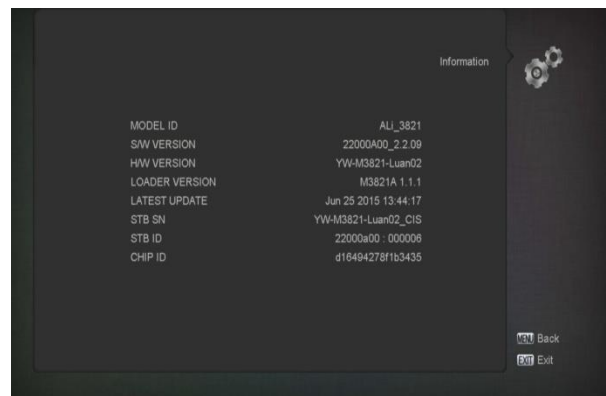 Information
MODEL ID ALi_3821
S/W VERSION 22000A00_2.2.09
H/W VERSION YW-M3821-Luan02
LOADER VERSION M3821A 1.1.1
LATEST UPDATE Jun 25 2015 13:44:17
STB SN YW-M3821-Luan02_CIS
STB ID 22000a00 : 000006
CHIP ID d16494278f1b3435
MENU Back
EXIT Exit